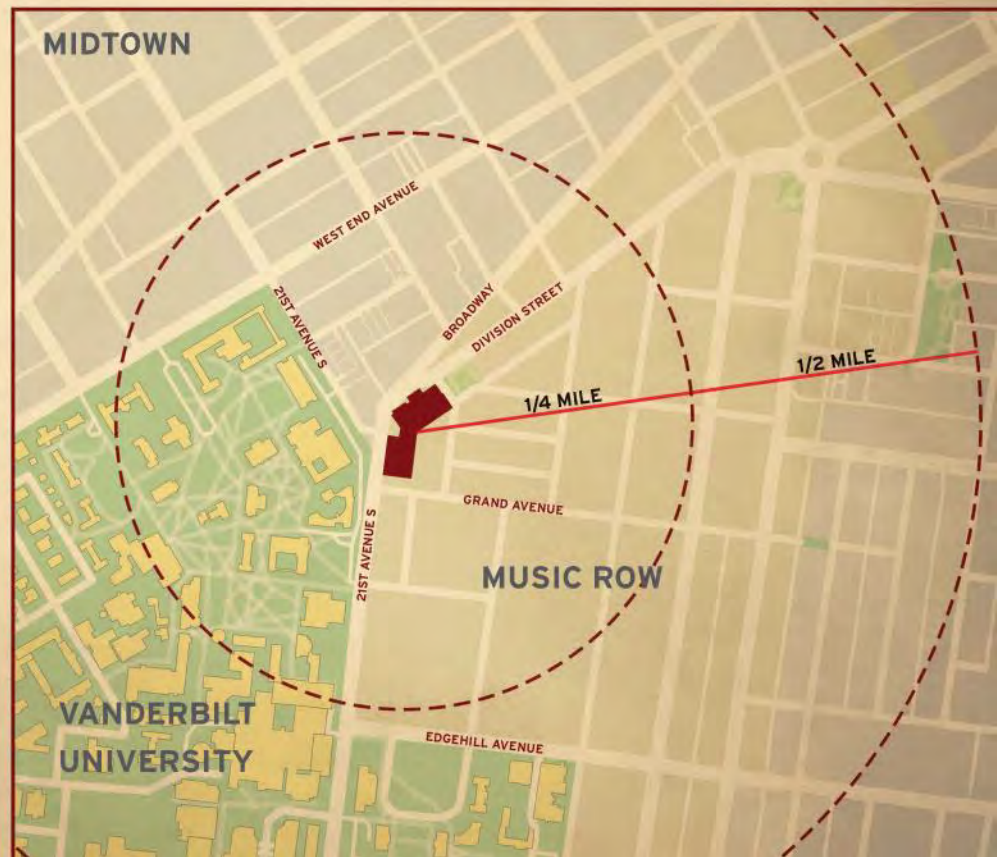 MIDTOWN
WEST END AVENUE
21ST AVENUE S
BROADWAY
DIVISION STREET
1/2 MILE
1/4 MILE
GRAND AVENUE
21ST AVENUE S
MUSIC ROW
VANDERBILT
UNIVERSITY
EDGEHILL AVENUE